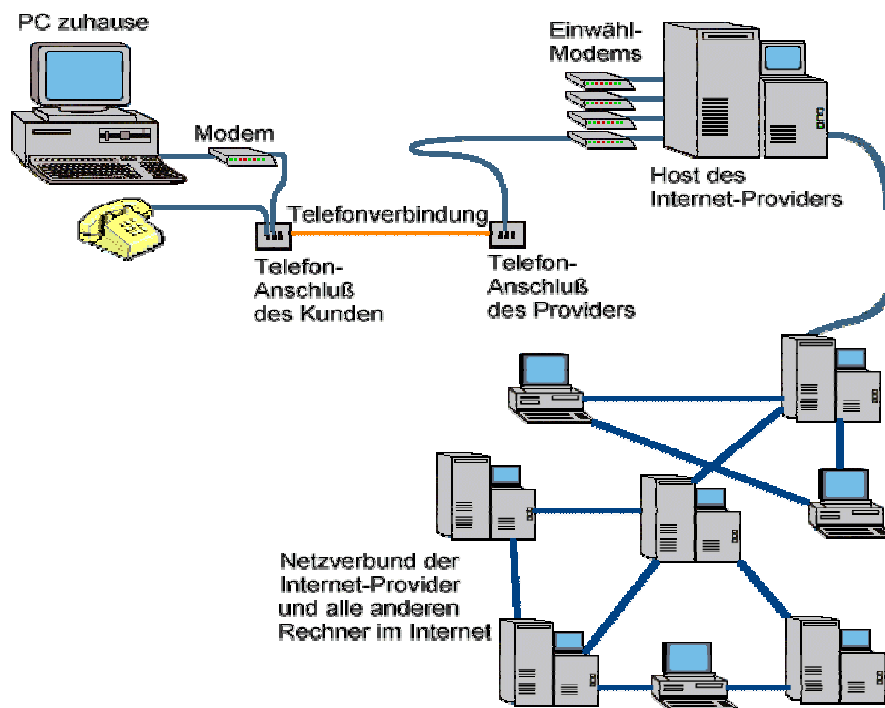 PC zuhause
Modem
Einwähl-
Modems
Host des
Internet-Providers
Telefonverbindung
Telefon-
Anschluß
des Kunden
Telefon-
Anschluß
des Providers
Netzverbund der
Internet-Provider
und alle anderen
Rechner im Internet